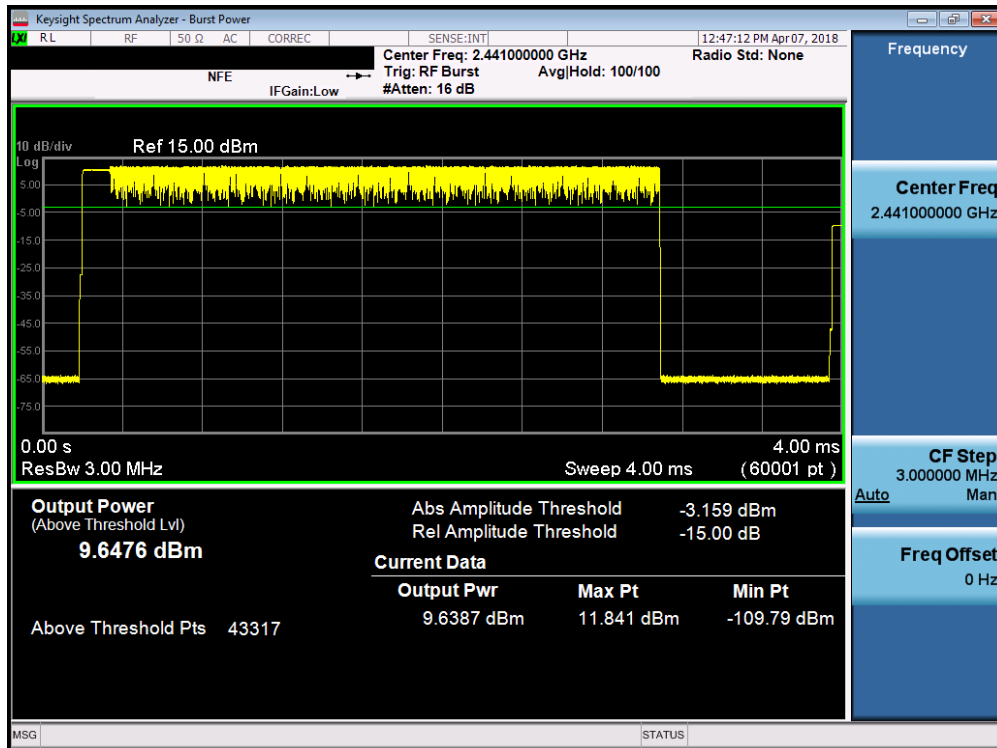 Keysight Spectrum Analyzer - Burst Power
LXI RL RF 50 Ω AC CORREC SENSE:INT 12:47:12 PM Apr 07, 2018
Center Freq: 2.441000000 GHz Radio Std: None
NFE Trig: RF Burst Avg|Hold: 100/100
IFGain:Low #Atten: 16 dB
10 dB/div Ref 15.00 dBm
Log
5.00
-5.00
-15.0
-25.0
-35.0
-45.0
-55.0
-65.0
-75.0
0.00 s 4.00 ms
ResBw 3.00 MHz Sweep 4.00 ms (60001 pt)
Output Power
(Above Threshold Lvl)
9.6476 dBm
Above Threshold Pts 43317
Abs Amplitude Threshold -3.159 dBm
Rel Amplitude Threshold -15.00 dB
Current Data
Output Pwr Max Pt Min Pt
9.6387 dBm 11.841 dBm -109.79 dBm
Frequency
Center Freq
2.441000000 GHz
CF Step
3.000000 MHz
Auto Man
Freq Offset
0 Hz
MSG STATUS